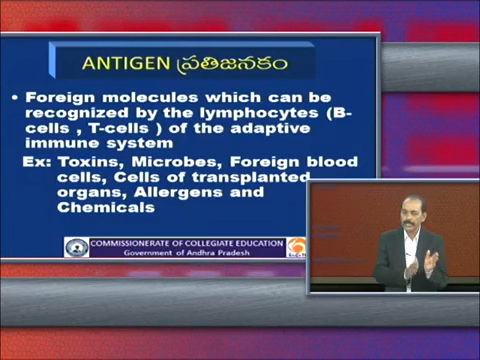 ANTIGEN ప్రతిజనకం
• Foreign molecules which can be
recognized by the lymphocytes (B-
cells , T-cells ) of the adaptive
immune system
Ex: Toxins, Microbes, Foreign blood
cells, Cells of transplanted
organs, Allergens and
Chemicals
COMMISSIONERATE OF COLLEGIATE EDUCATION
Government of Andhra Pradesh